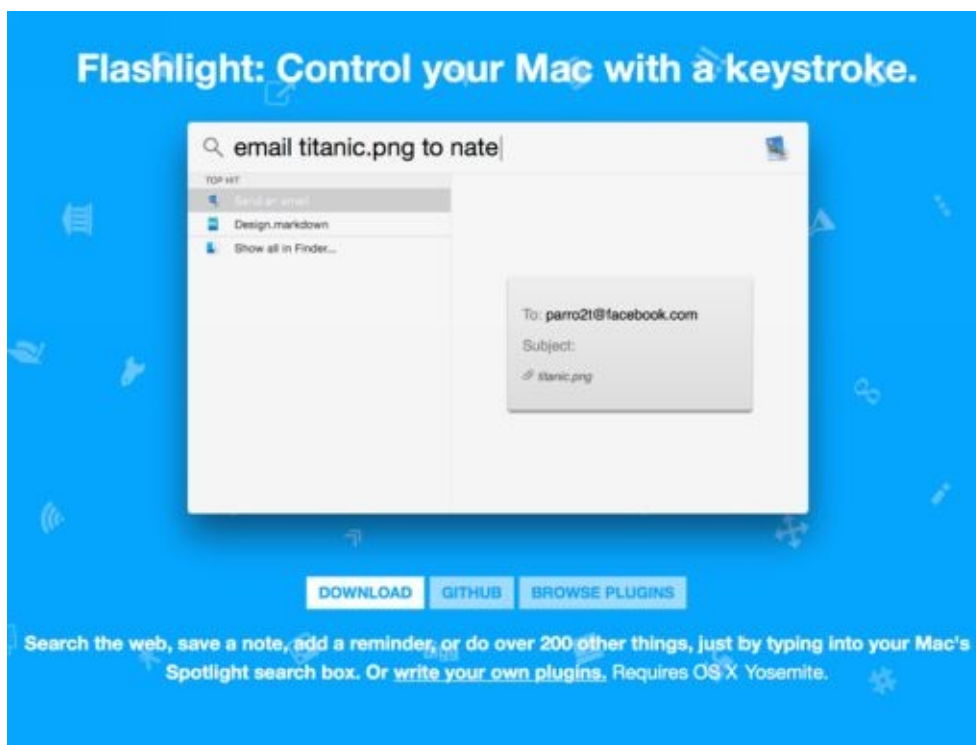 Flashlight: Control your Mac with a keystroke.
email titanic.png to nate
TOP HIT
Send an email
Design.markdown
Show all in Finder...
To: parro2t@facebook.com
Subject:
titanic.png
DOWNLOAD GITHUB BROWSE PLUGINS
Search the web, save a note, add a reminder, or do over 200 other things, just by typing into your Mac's
Spotlight search box. Or write your own plugins. Requires OS X Yosemite.